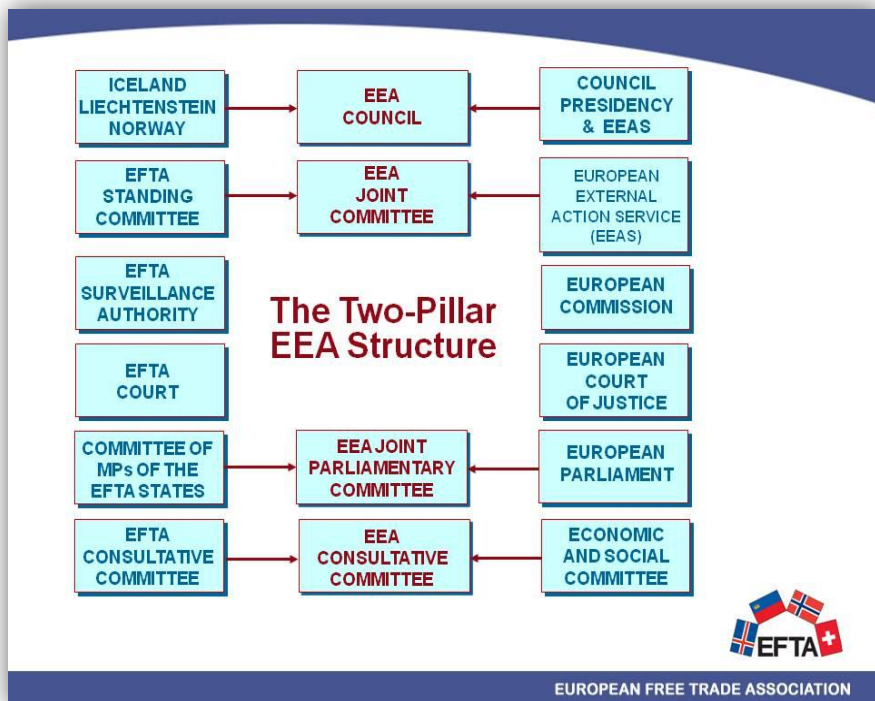 ICELAND
LIECHTENSTEIN
NORWAY
EEA
COUNCIL
COUNCIL
PRESIDENCY
& EEAS
EFTA
STANDING
COMMITTEE
EEA
JOINT
COMMITTEE
EUROPEAN
EXTERNAL
ACTION SERVICE
(EEAS)
EFTA
SURVEILLANCE
AUTHORITY
EUROPEAN
COMMISSION
The Two-Pillar
EEA Structure
EFTA
COURT
EUROPEAN
COURT
OF JUSTICE
COMMITTEE OF
MPs OF THE
EFTA STATES
EEA JOINT
PARLIAMENTARY
COMMITTEE
EUROPEAN
PARLIAMENT
EFTA
CONSULTATIVE
COMMITTEE
EEA
CONSULTATIVE
COMMITTEE
ECONOMIC
AND SOCIAL
COMMITTEE
EFTA
EUROPEAN FREE TRADE ASSOCIATION